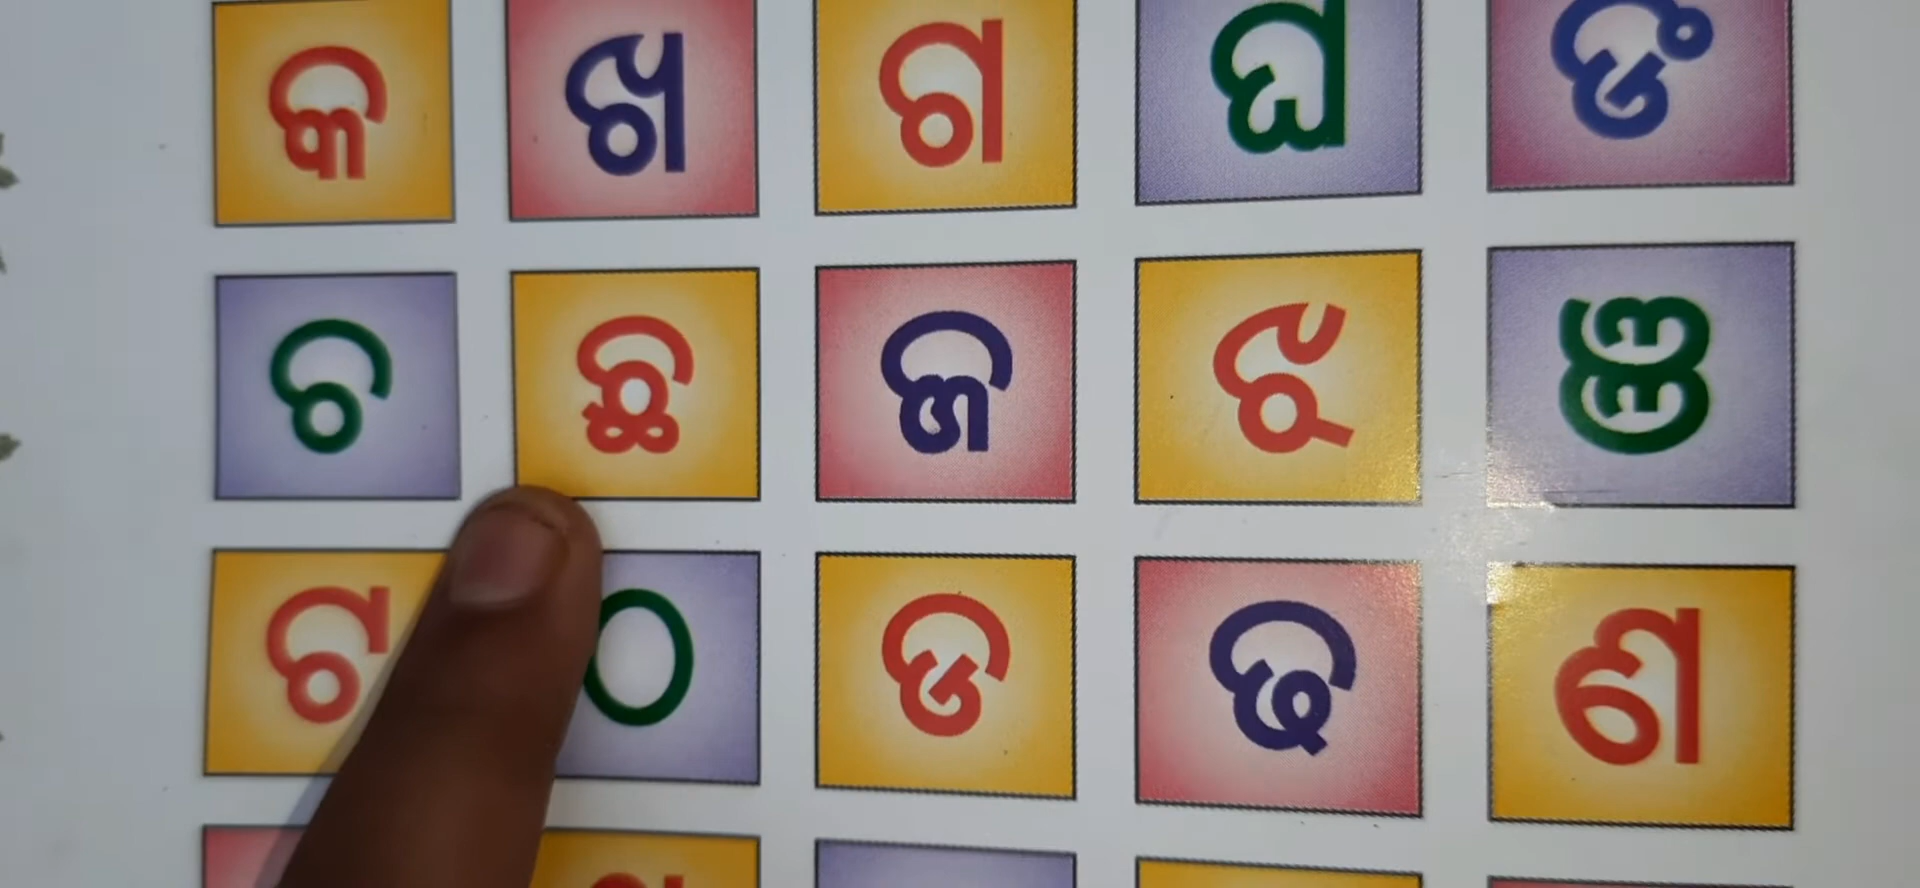 କ ଖ ଗ ଘ ଙ
ଚ ଛ ଜ ଝ ଞ
ଟ ଠ ଡ ଢ ଣ